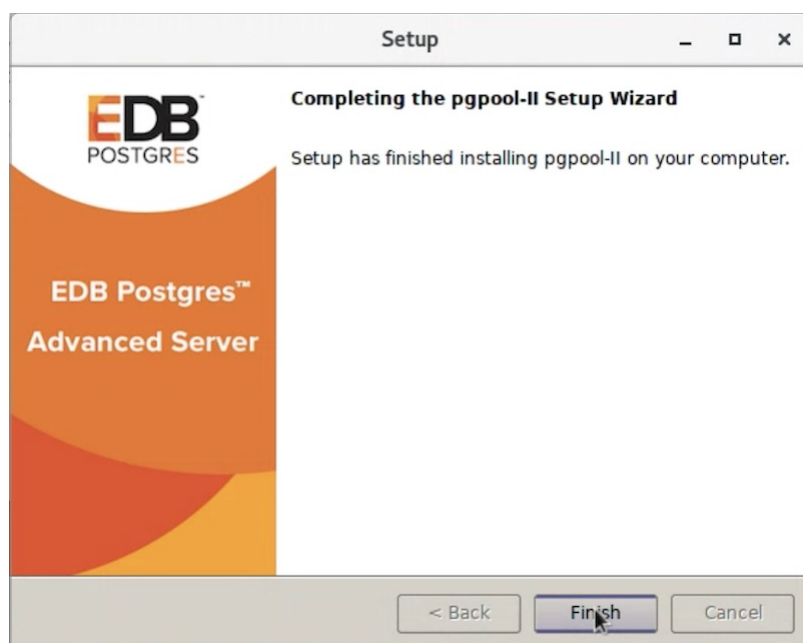 Setup
EDB™
POSTGRES
Completing the pgpool-II Setup Wizard
Setup has finished installing pgpool-II on your computer.
EDB Postgres™
Advanced Server
< Back
Finish
Cancel